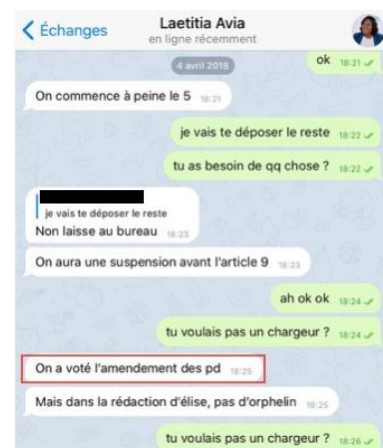 Échanges
Laetitia Avia
en ligne récemment
4 avril 2018
ok 18:21
On commence à peine le 5 18:21
je vais te déposer le reste 18:22
tu as besoin de qq chose ? 18:22
je vais te déposer le reste
Non laisse au bureau 18:23
On aura une suspension avant l'article 9 18:23
ah ok ok 18:24
tu voulais pas un chargeur ? 18:24
On a voté l'amendement des pd 18:25
Mais dans la rédaction d'élise, pas d'orphelin 18:25
tu voulais pas un chargeur ? 18:26